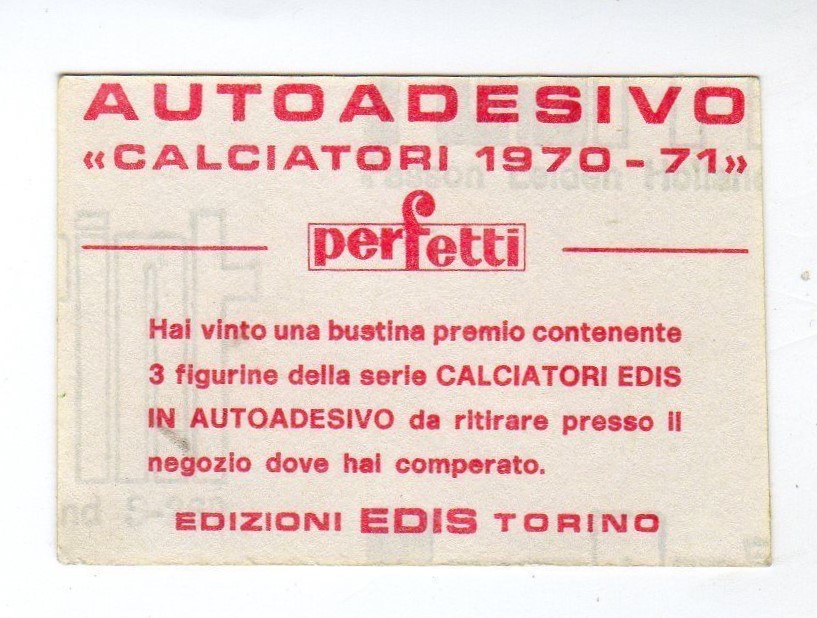 AUTOADESIVO
«CALCIATORI 1970-71»
perfetti
Hai vinto una bustina premio contenente
3 figurine della serie CALCIATORI EDIS
IN AUTOADESIVO da ritirare presso il
negozio dove hai comperato.
EDIZIONI EDIS TORINO